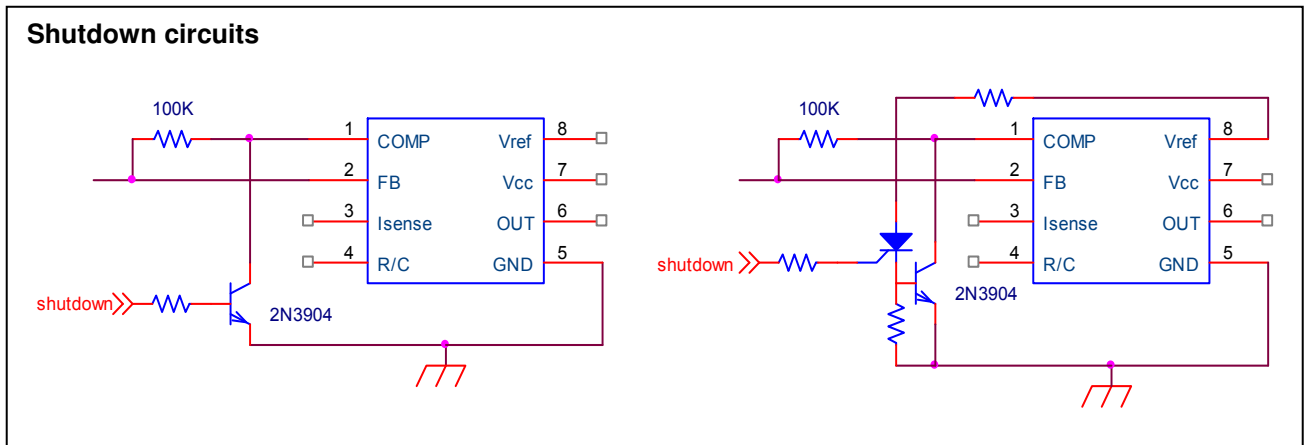 Shutdown circuits
100K
1 COMP Vref 8
2 FB Vcc 7
3 Isense OUT 6
4 R/C GND 5
shutdown
2N3904
100K
1 COMP Vref 8
2 FB Vcc 7
3 Isense OUT 6
shutdown
4 R/C GND 5
2N3904